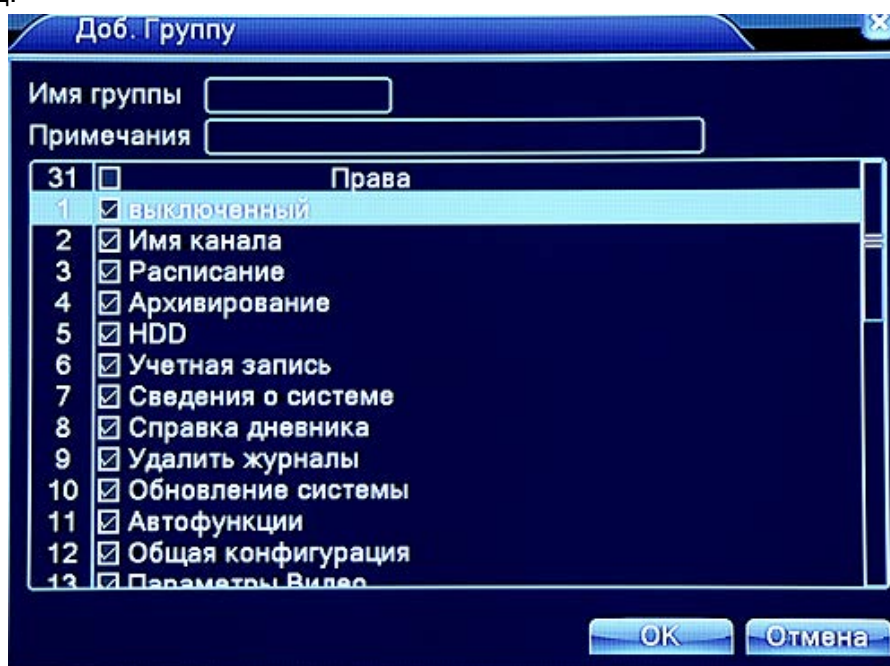 Доб. Группу
Имя группы
Примечания
31 Права
1 выключенный
2 Имя канала
3 Расписание
4 Архивирование
5 HDD
6 Учетная запись
7 Сведения о системе
8 Справка дневника
9 Удалить журналы
10 Обновление системы
11 Автофункции
12 Общая конфигурация
13 Параметры Видео
OK Отмена